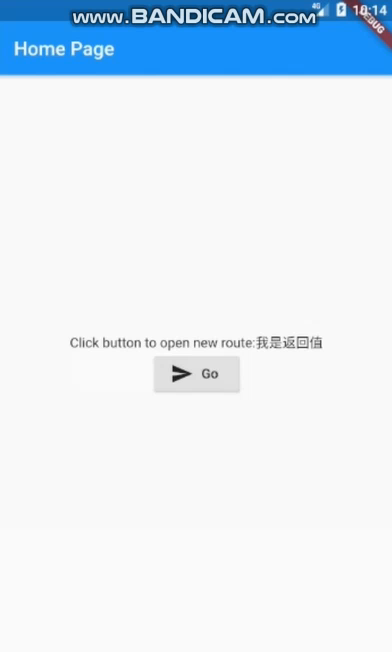 www.BANDICAM.com
4G 10:14
DEBUG
Home Page
Click button to open new route:我是返回值
Go